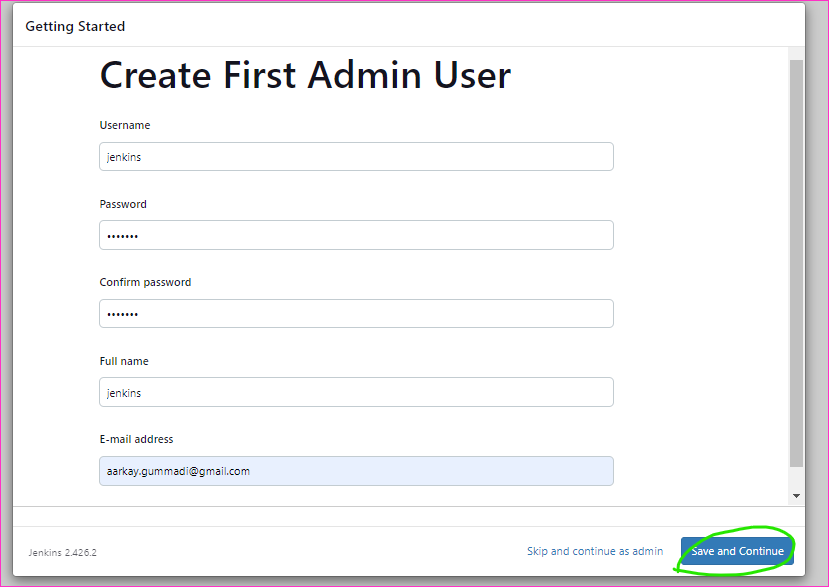 Getting Started
Create First Admin User
Username
jenkins
Password
•••••••
Confirm password
•••••••
Full name
jenkins
E-mail address
aarkay.gummadi@gmail.com
Jenkins 2.426.2
Skip and continue as admin
Save and Continue